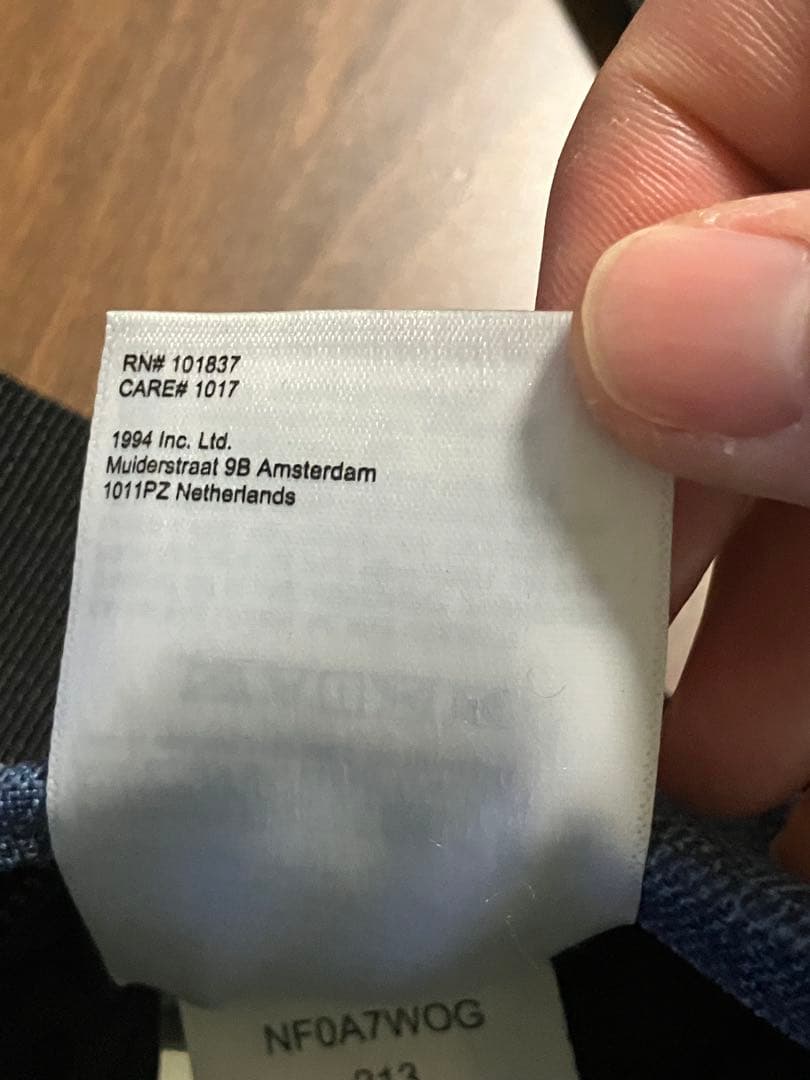 RN# 101837
CARE# 1017
1994 Inc. Ltd.
Muiderstraat 9B Amsterdam
1011PZ Netherlands
NF0A7WOG